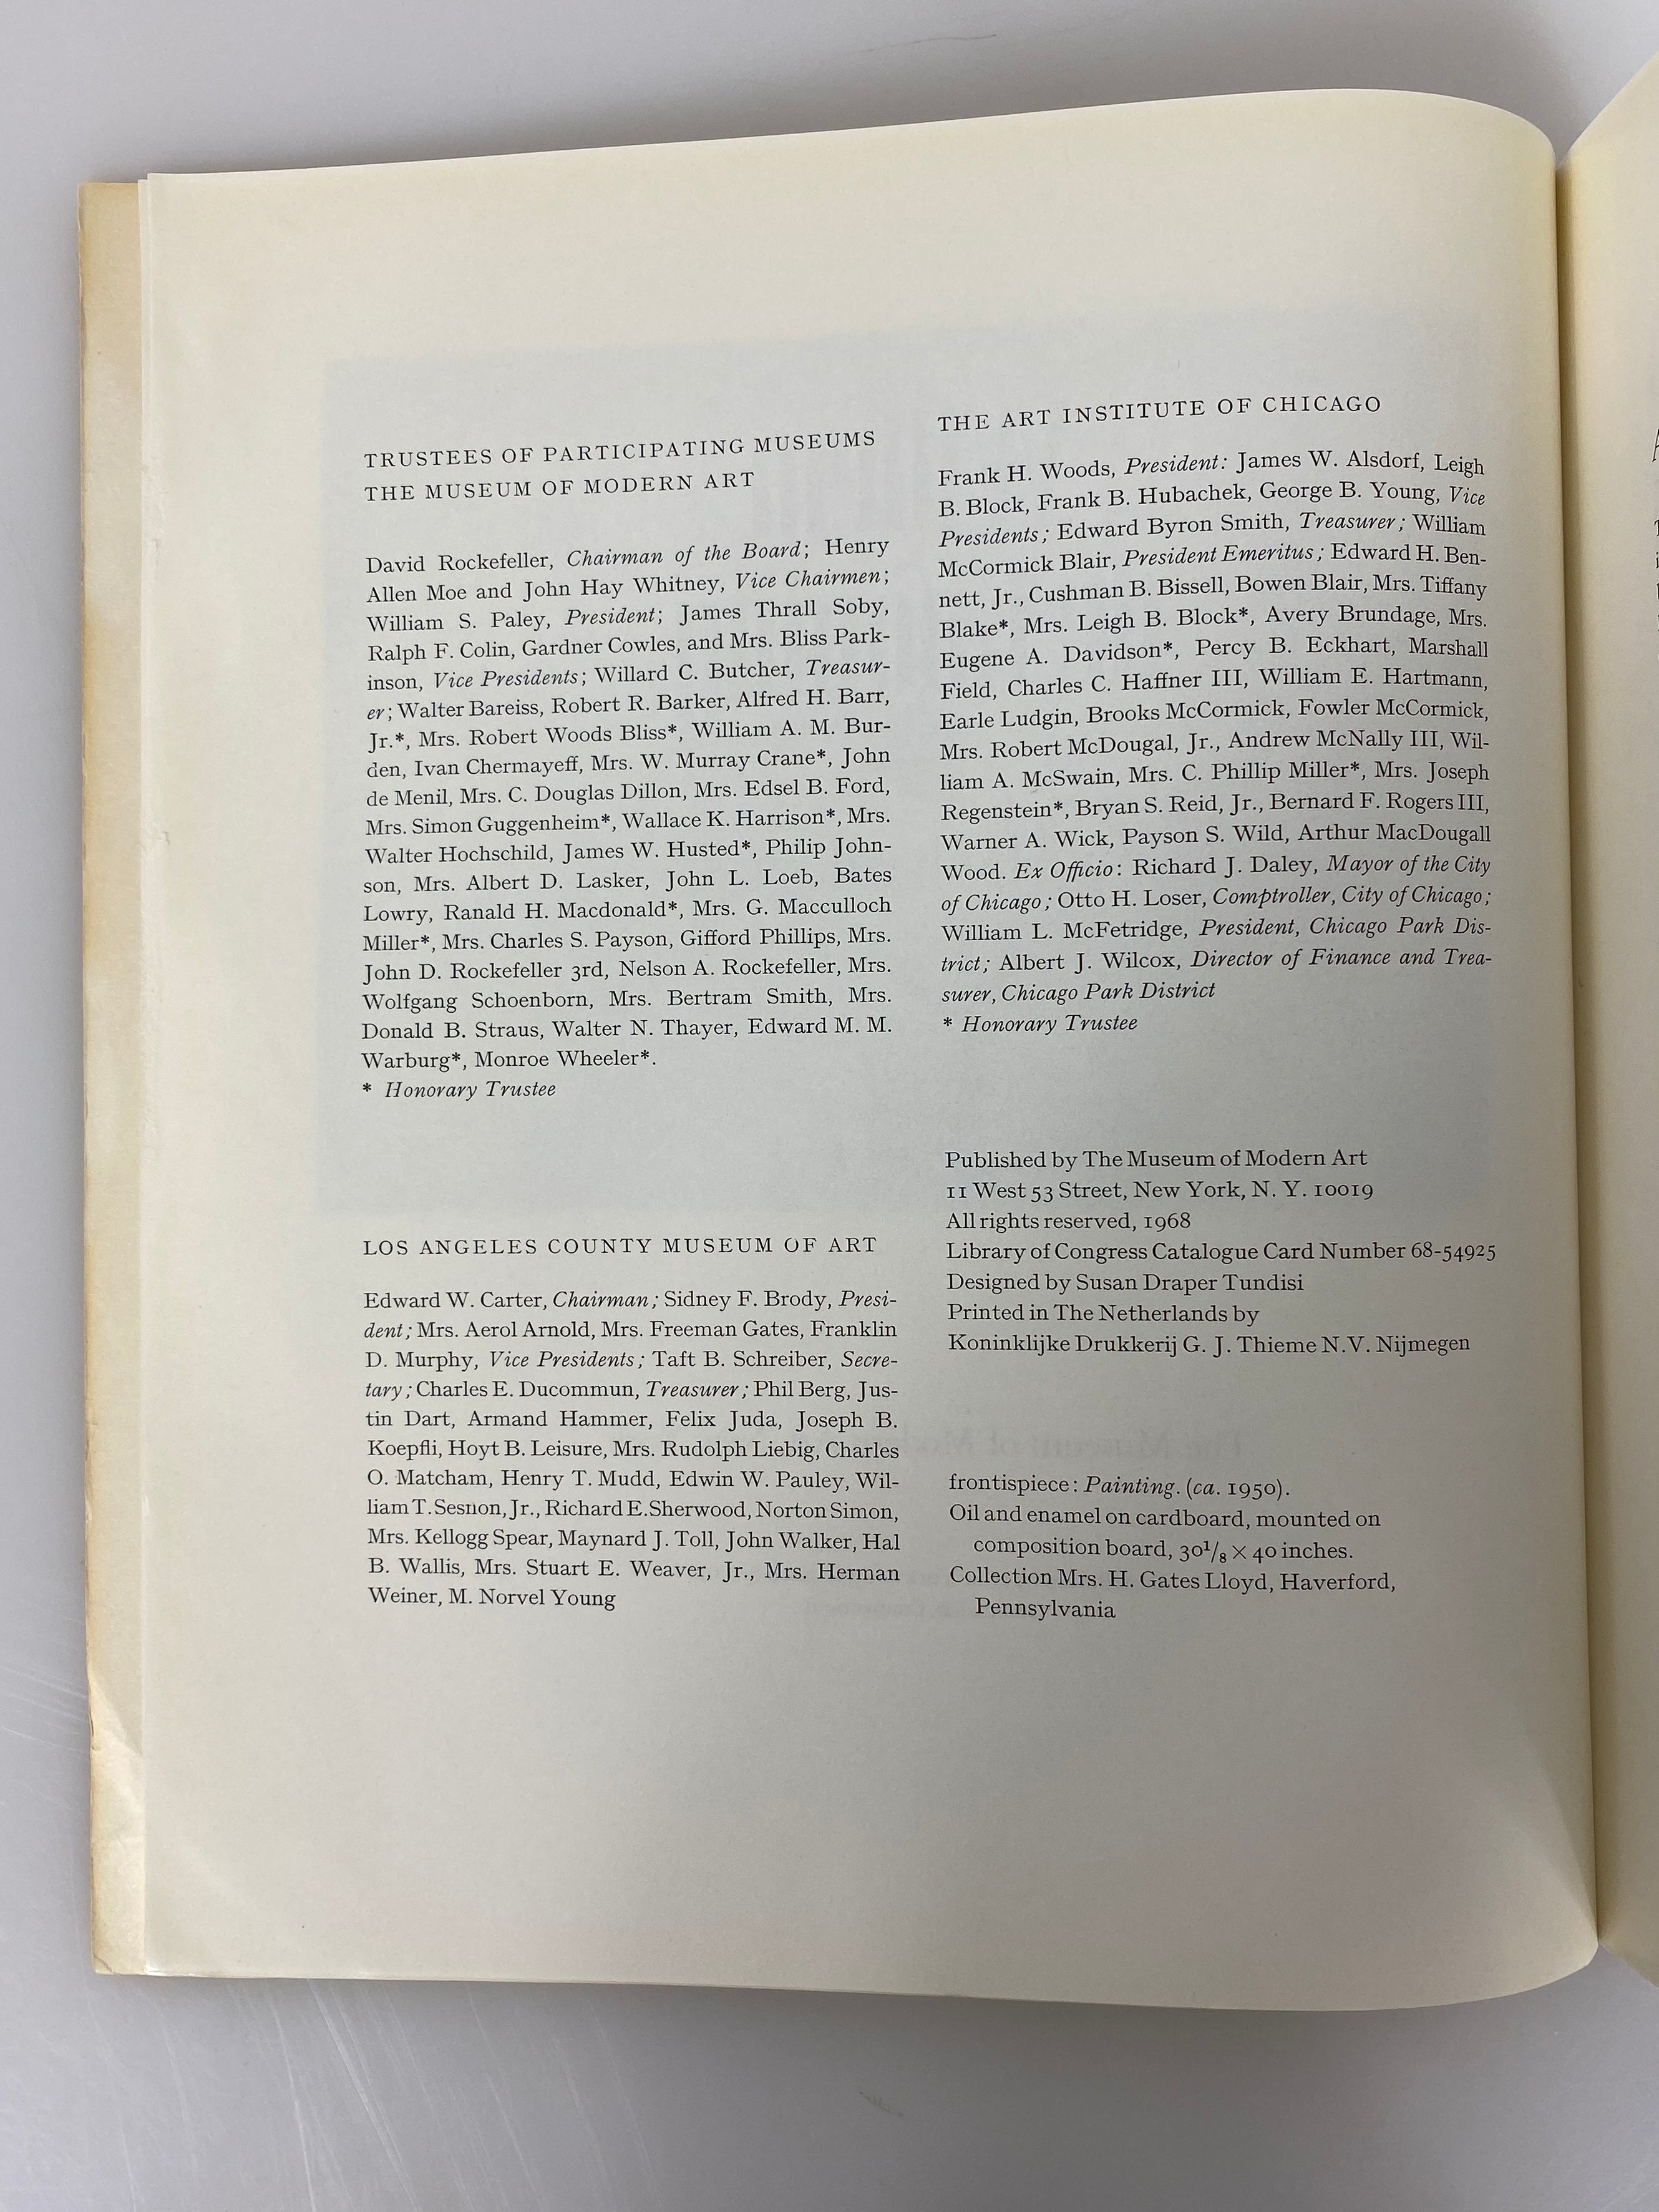 TRUSTEES OF PARTICIPATING MUSEUMS
THE MUSEUM OF MODERN ART
David Rockefeller, Chairman of the Board; Henry
Allen Moe and John Hay Whitney, Vice Chairmen;
William S. Paley, President; James Thrall Soby,
Ralph F. Colin, Gardner Cowles, and Mrs. Bliss Park-
inson, Vice Presidents; Willard C. Butcher, Treasur-
er; Walter Bareiss, Robert R. Barker, Alfred H. Barr,
Jr.*, Mrs. Robert Woods Bliss*, William A. M. Bur-
den, Ivan Chermayeff, Mrs. W. Murray Crane*, John
de Menil, Mrs. C. Douglas Dillon, Mrs. Edsel B. Ford,
Mrs. Simon Guggenheim*, Wallace K. Harrison*, Mrs.
Walter Hochschild, James W. Husted*, Philip John-
son, Mrs. Albert D. Lasker, John L. Loeb, Bates
Lowry, Ranald H. Macdonald*, Mrs. G. Macculloch
Miller*, Mrs. Charles S. Payson, Gifford Phillips, Mrs.
John D. Rockefeller 3rd, Nelson A. Rockefeller, Mrs.
Wolfgang Schoenborn, Mrs. Bertram Smith, Mrs.
Donald B. Straus, Walter N. Thayer, Edward M. M.
Warburg*, Monroe Wheeler*.
* Honorary Trustee
LOS ANGELES COUNTY MUSEUM OF ART
Edward W. Carter, Chairman; Sidney F. Brody, Presi-
dent; Mrs. Aerol Arnold, Mrs. Freeman Gates, Franklin
D. Murphy, Vice Presidents; Taft B. Schreiber, Secre-
tary; Charles E. Ducommun, Treasurer; Phil Berg, Jus-
tin Dart, Armand Hammer, Felix Juda, Joseph B.
Koepfli, Hoyt B. Leisure, Mrs. Rudolph Liebig, Charles
O. Matcham, Henry T. Mudd, Edwin W. Pauley, Wil-
liam T. Sesnon, Jr., Richard E. Sherwood, Norton Simon,
Mrs. Kellogg Spear, Maynard J. Toll, John Walker, Hal
B. Wallis, Mrs. Stuart E. Weaver, Jr., Mrs. Herman
Weiner, M. Norvel Young
THE ART INSTITUTE OF CHICAGO
Frank H. Woods, President: James W. Alsdorf, Leigh
B. Block, Frank B. Hubachek, George B. Young, Vice
Presidents; Edward Byron Smith, Treasurer; William
McCormick Blair, President Emeritus; Edward H. Ben-
nett, Jr., Cushman B. Bissell, Bowen Blair, Mrs. Tiffany
Blake*, Mrs. Leigh B. Block*, Avery Brundage, Mrs.
Eugene A. Davidson*, Percy B. Eckhart, Marshall
Field, Charles C. Haffner III, William E. Hartmann,
Earle Ludgin, Brooks McCormick, Fowler McCormick,
Mrs. Robert McDougal, Jr., Andrew McNally III, Wil-
liam A. McSwain, Mrs. C. Phillip Miller*, Mrs. Joseph
Regenstein*, Bryan S. Reid, Jr., Bernard F. Rogers III,
Warner A. Wick, Payson S. Wild, Arthur MacDougall
Wood. Ex Officio: Richard J. Daley, Mayor of the City
of Chicago; Otto H. Loser, Comptroller, City of Chicago;
William L. McFetridge, President, Chicago Park Dis-
trict; Albert J. Wilcox, Director of Finance and Trea-
surer, Chicago Park District
* Honorary Trustee
Published by The Museum of Modern Art
11 West 53 Street, New York, N. Y. 10019
All rights reserved, 1968
Library of Congress Catalogue Card Number 68-54925
Designed by Susan Draper Tundisi
Printed in The Netherlands by
Koninklijke Drukkerij G. J. Thieme N.V. Nijmegen
frontispiece: Painting. (ca. 1950).
Oil and enamel on cardboard, mounted on
composition board, 30 1/8 × 40 inches.
Collection Mrs. H. Gates Lloyd, Haverford,
Pennsylvania